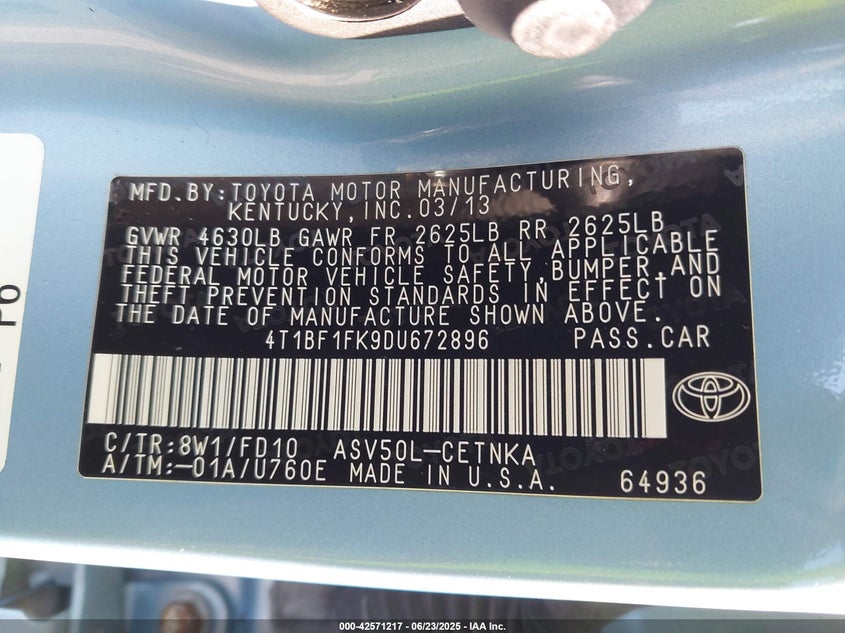 MFD.BY:TOYOTA MOTOR MANUFACTURING,
KENTUCKY,INC.03/13
GVWR 4630LB GAWR FR 2625LB RR 2625LB
THIS VEHICLE CONFORMS TO ALL APPLICABLE
FEDERAL MOTOR VEHICLE SAFETY,BUMPER,AND
THEFT PREVENTION STANDARDS IN EFFECT ON
THE DATE OF MANUFACTURE SHOWN ABOVE.
4T1BF1FK9DU672896 PASS.CAR
C/TR:8W1/FD10 ASV50L-CETNKA
A/TM:-01A/U760E MADE IN U.S.A. 64936
000-42571217 - 06/23/2025 - IAA Inc.